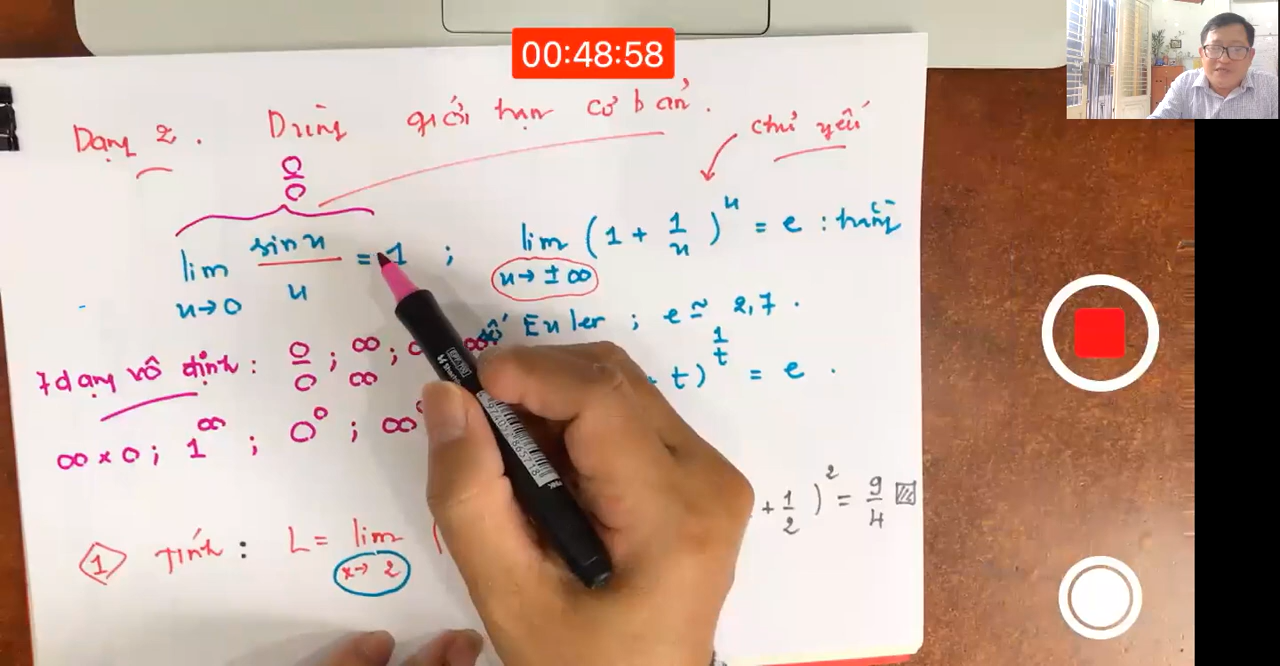 00:48:58
Dạng 2. Dùng giới hạn cơ bản.
chủ yếu
0/0
lim u→0 sin u / u = 1 ; lim u→±∞ (1 + 1/u)^u = e :
số Euler ; e ≃ 2,7.
7 dạng vô định : 0/0 ; ∞/∞ ;
t)^(1/t) = e .
∞ × 0 ; 1^∞ ; 0^0 ; ∞
① Tính : L = lim x→2 (
+ 1/2 )^2 = 9/4